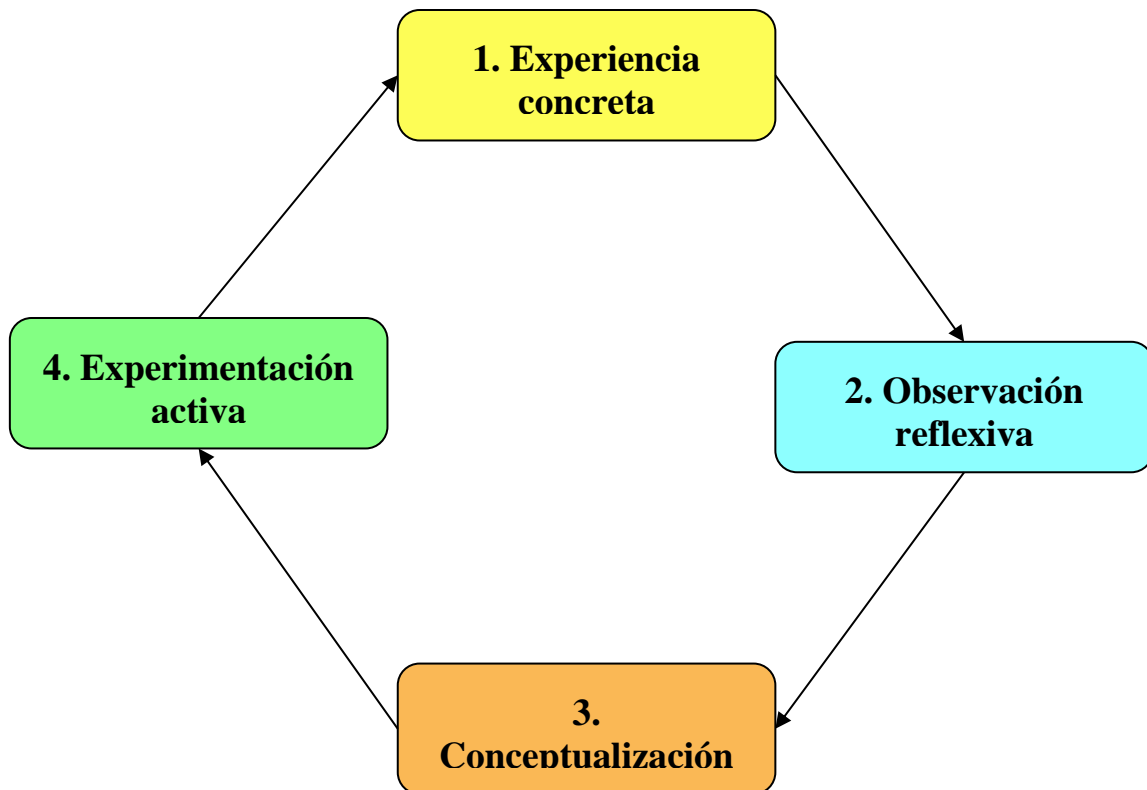 1. Experiencia
concreta
2. Observación
reflexiva
3.
Conceptualización
4. Experimentación
activa